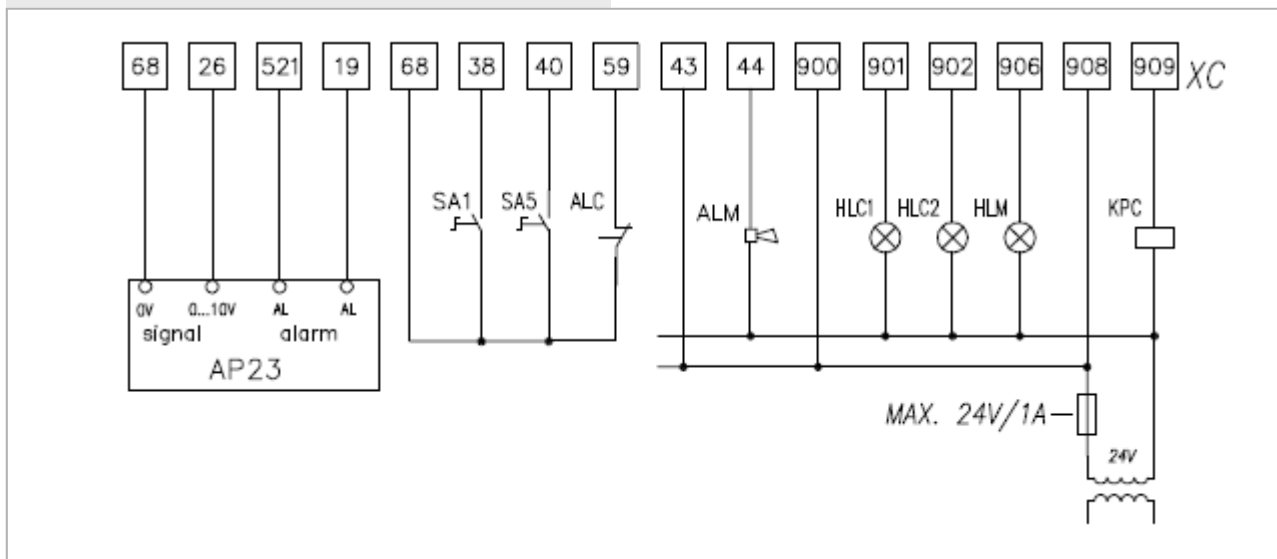 68 26 521 19 68 38 40 59 43 44 900 901 902 906 908 909 XC
SA1 SA5 ALC ALM HLC1 HLC2 HLM KPC
0V 0...10V AL AL
signal alarm
AP23
MAX. 24V/1A
24V